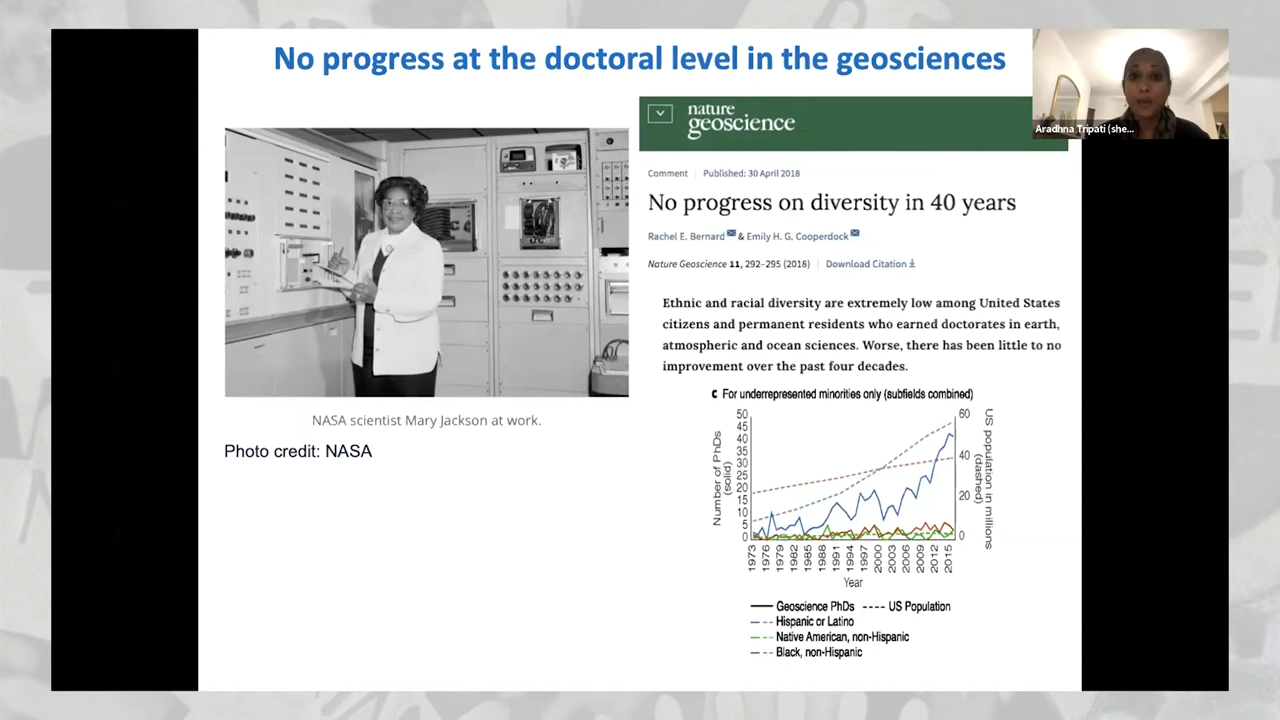 No progress at the doctoral level in the geosciences
Aradhna Tripati (she...
NASA scientist Mary Jackson at work.
Photo credit: NASA
nature
geoscience
Comment | Published: 30 April 2018
No progress on diversity in 40 years
Rachel E. Bernard & Emily H. G. Cooperdock
Nature Geoscience 11, 292–295 (2018) | Download Citation
Ethnic and racial diversity are extremely low among United States
citizens and permanent residents who earned doctorates in earth,
atmospheric and ocean sciences. Worse, there has been little to no
improvement over the past four decades.
c For underrepresented minorities only (subfields combined)
Number of PhDs
(solid)
50
45
40
35
30
25
20
15
10
5
0
60
40
20
0
US population in millions
(dashed)
1973
1976
1979
1982
1985
1988
1991
1994
1997
2000
2003
2006
2009
2012
2015
Year
Geoscience PhDs
US Population
Hispanic or Latino
Native American, non-Hispanic
Black, non-Hispanic